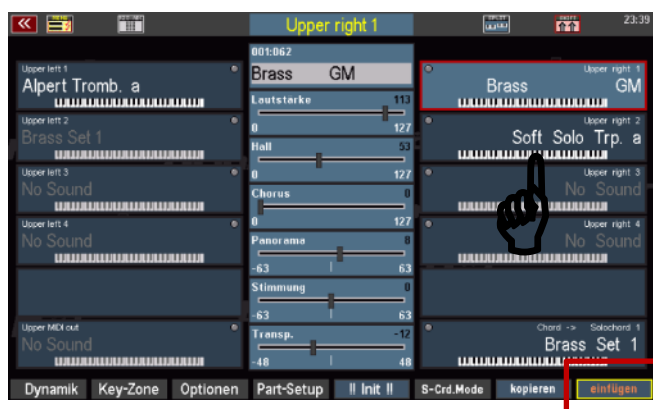 Upper right 1
23:39
001:062
Brass GM
Upper left 1
Alpert Tromb. a
Upper left 2
Brass Set 1
Upper left 3
No Sound
Upper left 4
No Sound
Upper MIDI out
No Sound
Lautstärke 113
0 127
Hall 53
0 127
Chorus 0
0 127
Panorama 8
-63 63
Stimmung 0
-63 63
Transp. -12
-48 48
Upper right 1
Brass GM
Upper right 2
Soft Solo Trp. a
Upper right 3
No Sound
Upper right 4
No Sound
Chord -> Solochord 1
Brass Set 1
Dynamik Key-Zone Optionen Part-Setup !! Init !! S-Crd.Mode kopieren einfügen